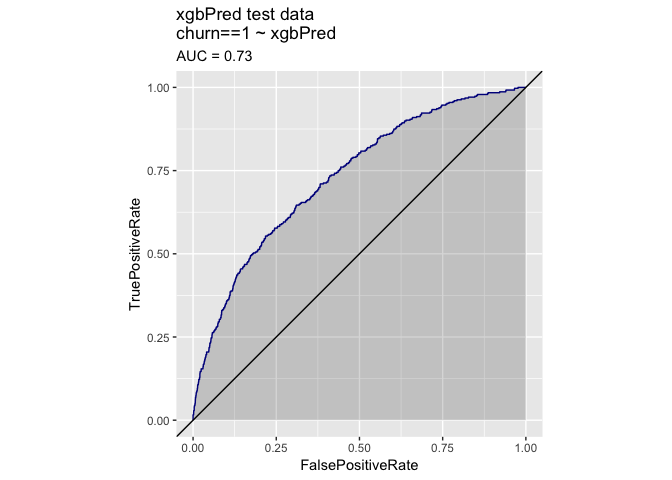 xgbPred test data
churn==1 ~ xgbPred
AUC = 0.73
1.00
0.75
0.50
0.25
0.00
TruePositiveRate
0.00 0.25 0.50 0.75 1.00
FalsePositiveRate